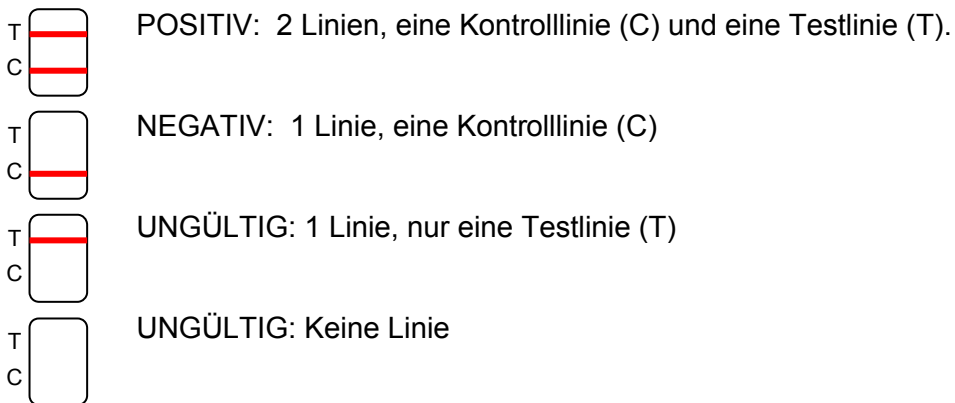 T
POSITIV: 2 Linien, eine Kontrolllinie (C) und eine Testlinie (T).
C
T
NEGATIV: 1 Linie, eine Kontrolllinie (C)
C
T
UNGÜLTIG: 1 Linie, nur eine Testlinie (T)
C
T
UNGÜLTIG: Keine Linie
C